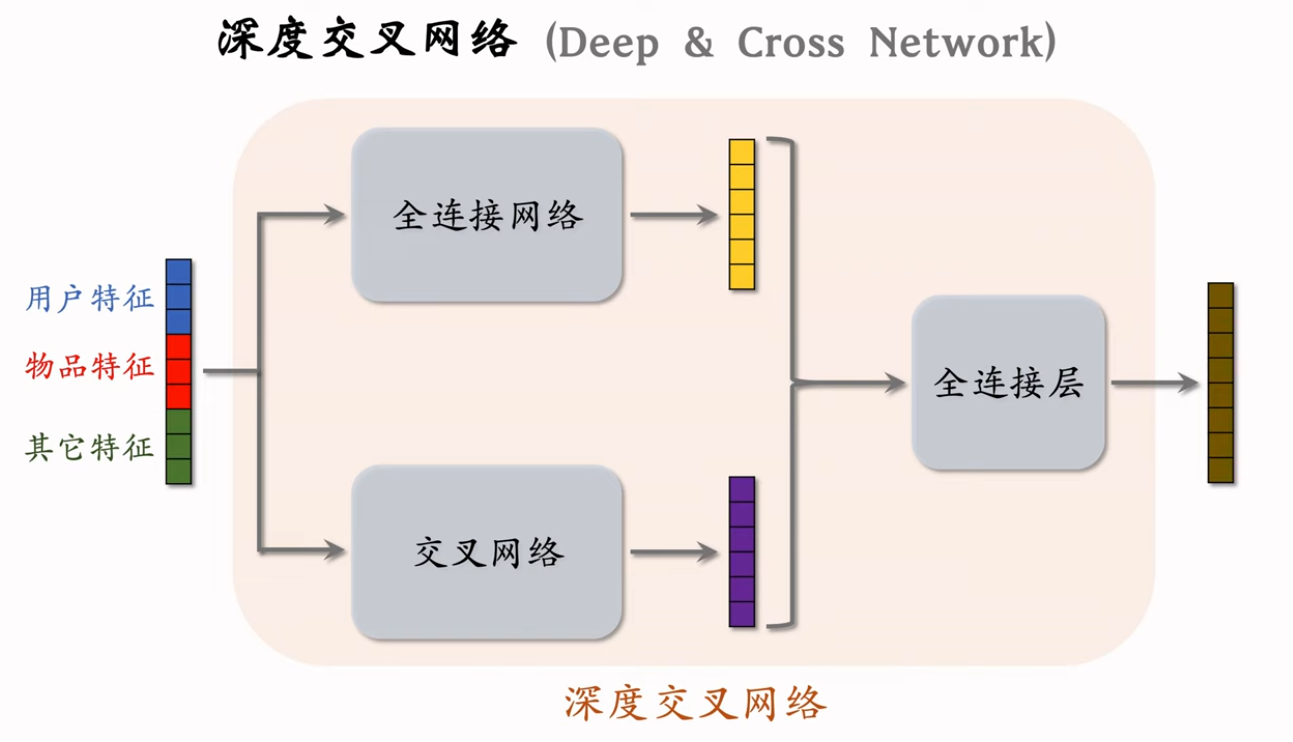 深度交叉网络 (Deep & Cross Network)
全连接网络
用户特征
物品特征
其它特征
全连接层
交叉网络
深度交叉网络